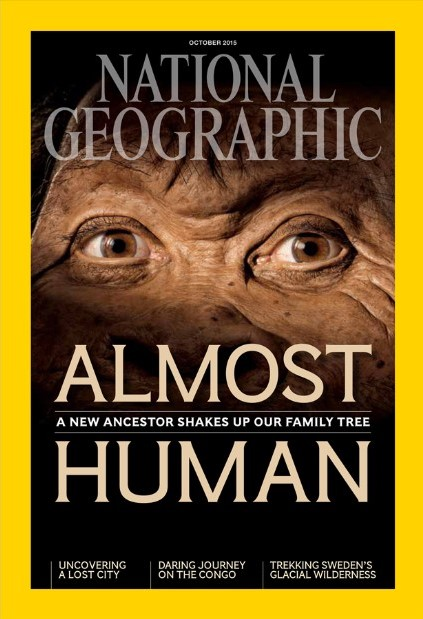 OCTOBER 2015
NATIONAL
GEOGRAPHIC
ALMOST
A NEW ANCESTOR SHAKES UP OUR FAMILY TREE
HUMAN
UNCOVERING
A LOST CITY
DARING JOURNEY
ON THE CONGO
TREKKING SWEDEN'S
GLACIAL WILDERNESS